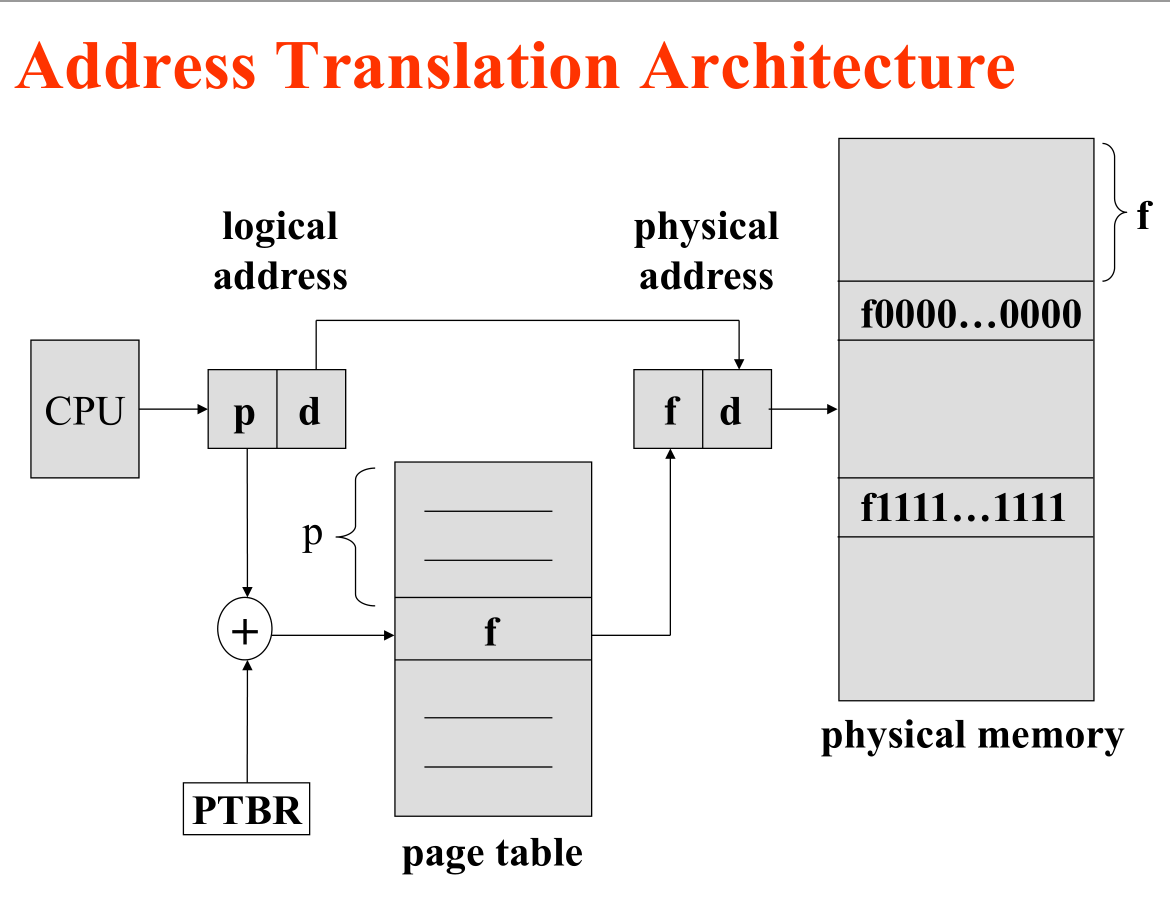 Address Translation Architecture
logical
address
physical
address
f
f0000…0000
CPU
p d
f d
p
f1111…1111
+
f
physical memory
PTBR
page table